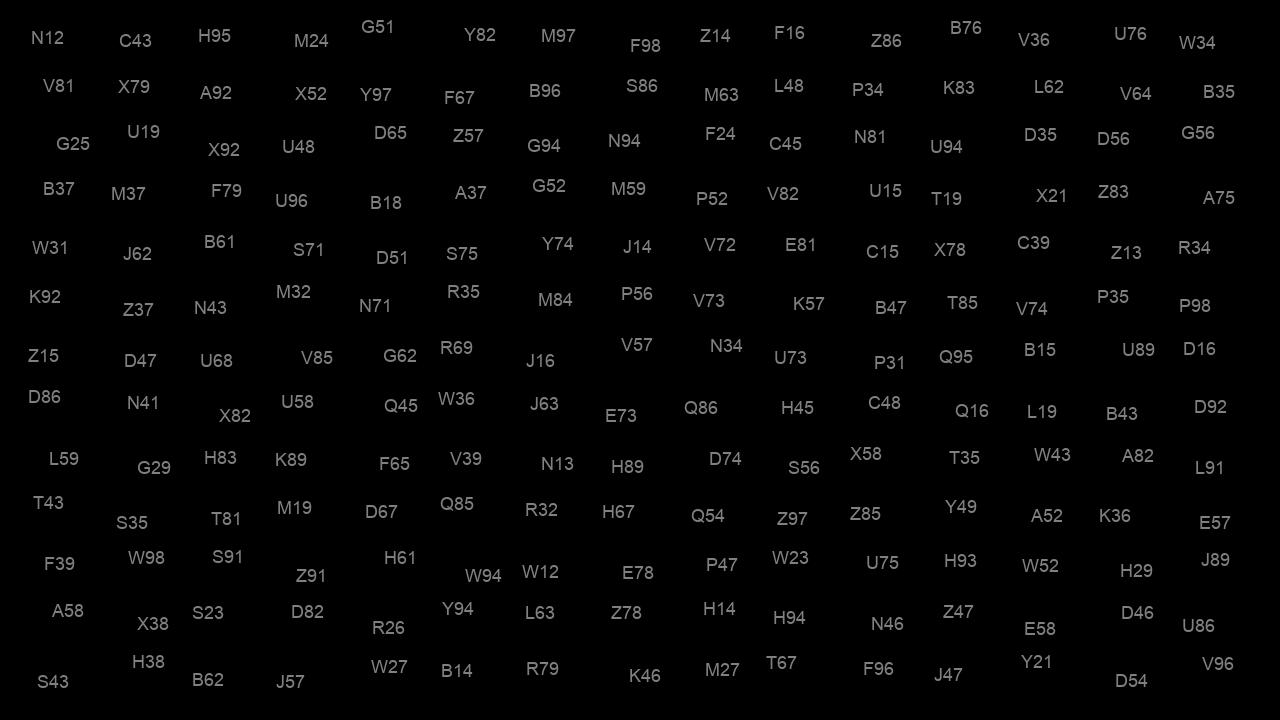 N12 C43 H95 M24 G51 Y82 M97 F98 Z14 F16 Z86 B76 V36 U76 W34
V81 X79 A92 X52 Y97 F67 B96 S86 M63 L48 P34 K83 L62 V64 B35
G25 U19 X92 U48 D65 Z57 G94 N94 F24 C45 N81 U94 D35 D56 G56
B37 M37 F79 U96 B18 A37 G52 M59 P52 V82 U15 T19 X21 Z83 A75
W31 J62 B61 S71 D51 S75 Y74 J14 V72 E81 C15 X78 C39 Z13 R34
K92 Z37 N43 M32 N71 R35 M84 P56 V73 K57 B47 T85 V74 P35 P98
Z15 D47 U68 V85 G62 R69 J16 V57 N34 U73 P31 Q95 B15 U89 D16
D86 N41 X82 U58 Q45 W36 J63 E73 Q86 H45 C48 Q16 L19 B43 D92
L59 G29 H83 K89 F65 V39 N13 H89 D74 S56 X58 T35 W43 A82 L91
T43 S35 T81 M19 D67 Q85 R32 H67 Q54 Z97 Z85 Y49 A52 K36 E57
F39 W98 S91 Z91 H61 W94 W12 E78 P47 W23 U75 H93 W52 H29 J89
A58 X38 S23 D82 R26 Y94 L63 Z78 H14 H94 N46 Z47 E58 D46 U86
S43 H38 B62 J57 W27 B14 R79 K46 M27 T67 F96 J47 Y21 D54 V96